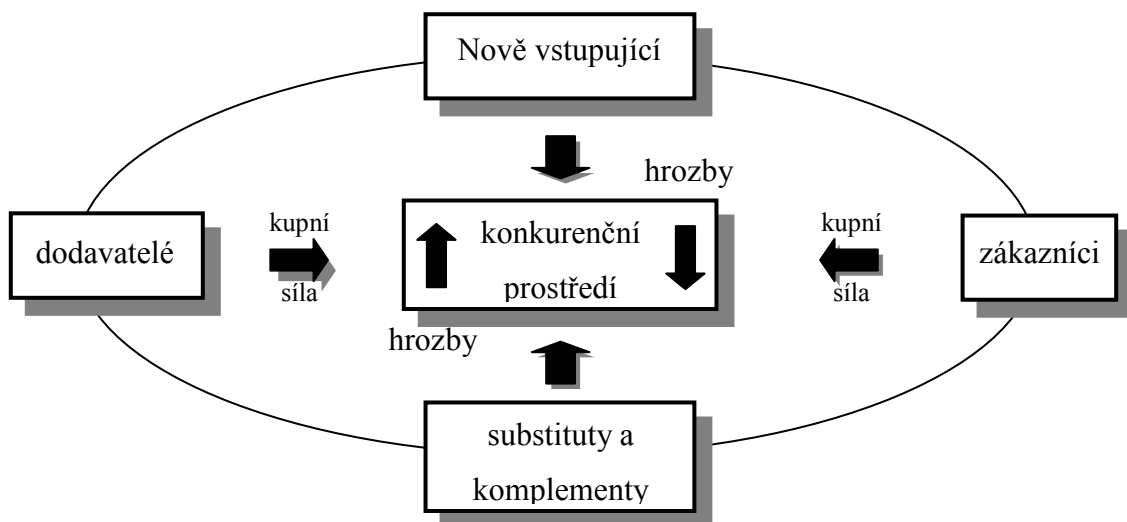 Nově vstupující
hrozby
dodavatelé
kupní
síla
konkurenční
prostředí
kupní
síla
zákazníci
hrozby
substituty a
komplementy